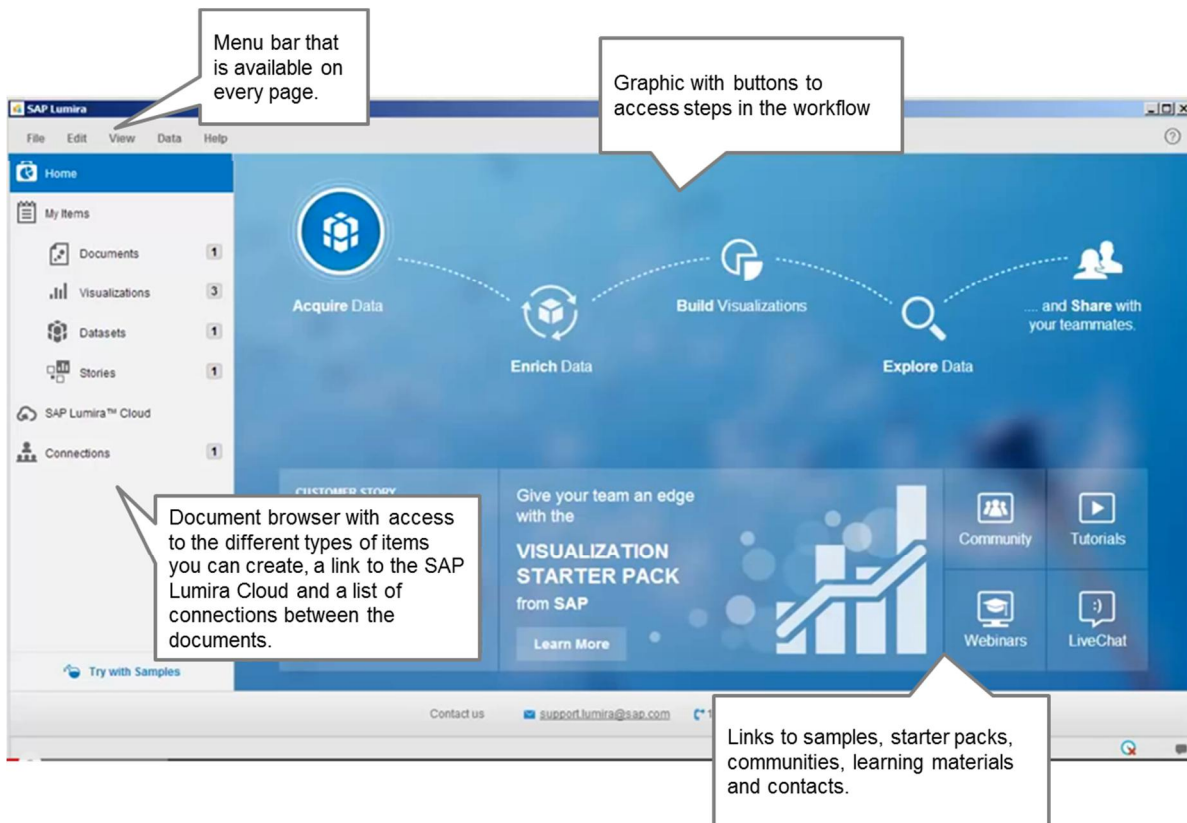 Menu bar that
is available on
every page.
Graphic with buttons to
access steps in the workflow
SAP Lumira
File Edit View Data Help
Home
My Items
Documents 1
Visualizations 3
Datasets 1
Stories 1
SAP Lumira™ Cloud
Connections 1
Acquire Data
Enrich Data
Build Visualizations
Explore Data
.... and Share with
your teammates.
Document browser with access
to the different types of items
you can create, a link to the SAP
Lumira Cloud and a list of
connections between the
documents.
CUSTOMER STORY
Give your team an edge
with the
VISUALIZATION
STARTER PACK
from SAP
Learn More
Community
Tutorials
Webinars
LiveChat
Try with Samples
Contact us support.lumira@sap.com
Links to samples, starter packs,
communities, learning materials
and contacts.